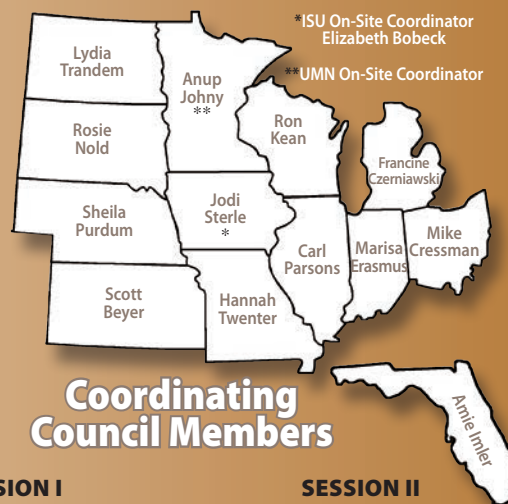 *ISU On-Site Coordinator
Elizabeth Bobeck
**UMN On-Site Coordinator
Lydia
Trandem
Anup
Johny
**
Ron
Kean
Rosie
Nold
Francine
Czerniawski
Sheila
Purdum
Jodi
Sterle
*
Carl
Parsons
Marisa
Erasmus
Mike
Cressman
Scott
Beyer
Hannah
Twenter
Amie Imler
Coordinating
Council Members
SION I
SESSION II